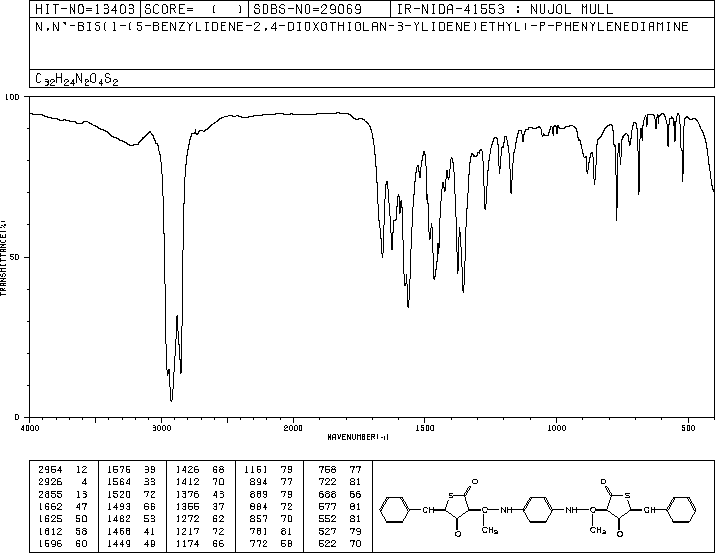 HIT-NO=13403 SCORE= ( ) SDBS-NO=29069 IR-NIDA-41553 : NUJOL MULL
N,N'-BIS(1-(5-BENZYLIDENE-2,4-DIOXOTHIOLAN-3-YLIDENE)ETHYL)-P-PHENYLENEDIAMINE
C32H24N2O4S2
100
50
0
TRANSMITTANCE(%)
4000 3000 2000 1500 1000 500
WAVENUMBER(-1)
2954 12 1576 39 1426 68 1161 79 758 77
2926 4 1564 33 1412 70 894 77 722 81
2855 13 1520 72 1376 43 889 79 688 66
1662 47 1493 66 1355 37 884 72 677 81
1625 50 1482 53 1272 62 857 70 552 81
1612 58 1468 41 1217 72 781 81 527 79
1596 60 1449 49 1174 66 772 58 522 70
O O
S S
CH C NH NH C CH
CH3 CH3
O O